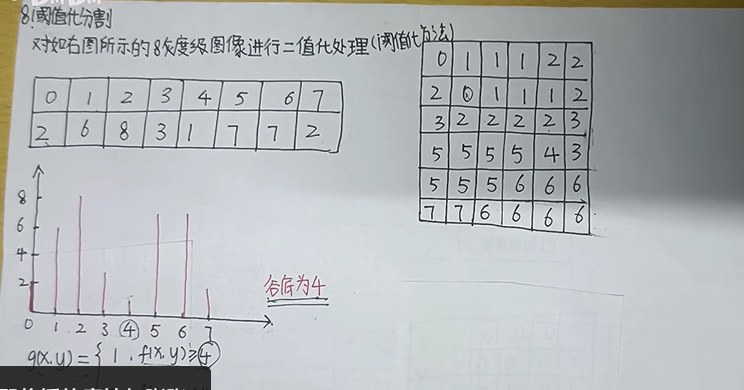 8.1阈值化分割
对如右图所示的8灰度级图像进行二值化处理(阈值化方法)
0 1 1 1 2 2
2 0 1 1 1 2
3 2 2 2 2 3
5 5 5 5 4 3
5 5 5 6 6 6
7 7 6 6 6 6
0 1 2 3 4 5 6 7
2 6 8 3 1 7 7 2
8
6
4
2
谷底为4
0 1 2 3 4 5 6 7
g(x,y)={ 1, f(x,y)≥4